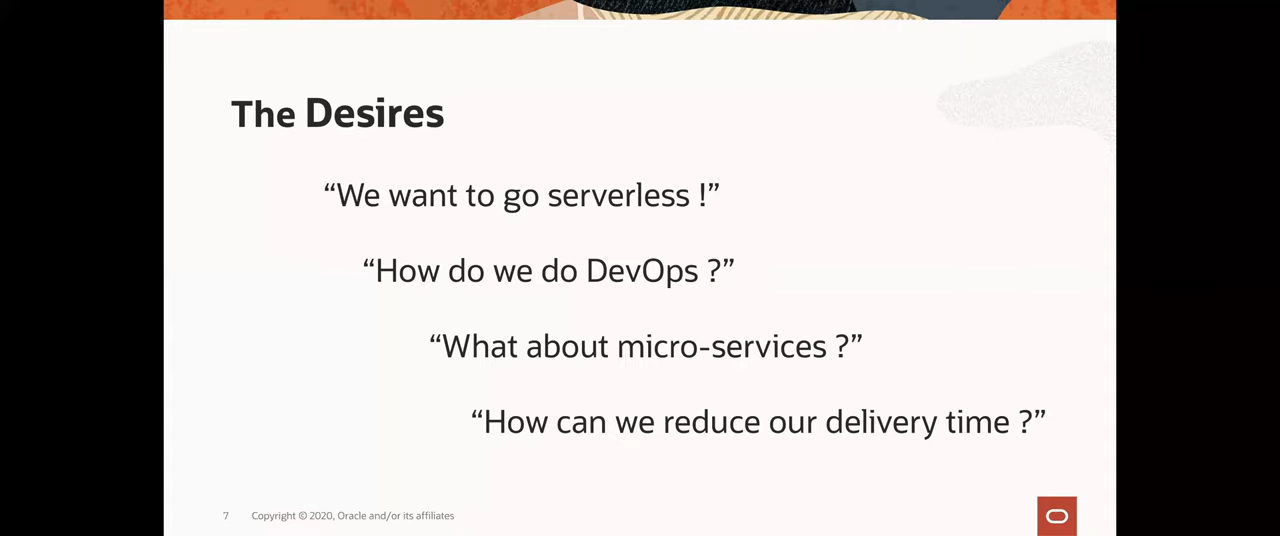 The Desires
“We want to go serverless !”
“How do we do DevOps ?”
“What about micro-services ?”
“How can we reduce our delivery time ?”
7 Copyright © 2020, Oracle and/or its affiliates